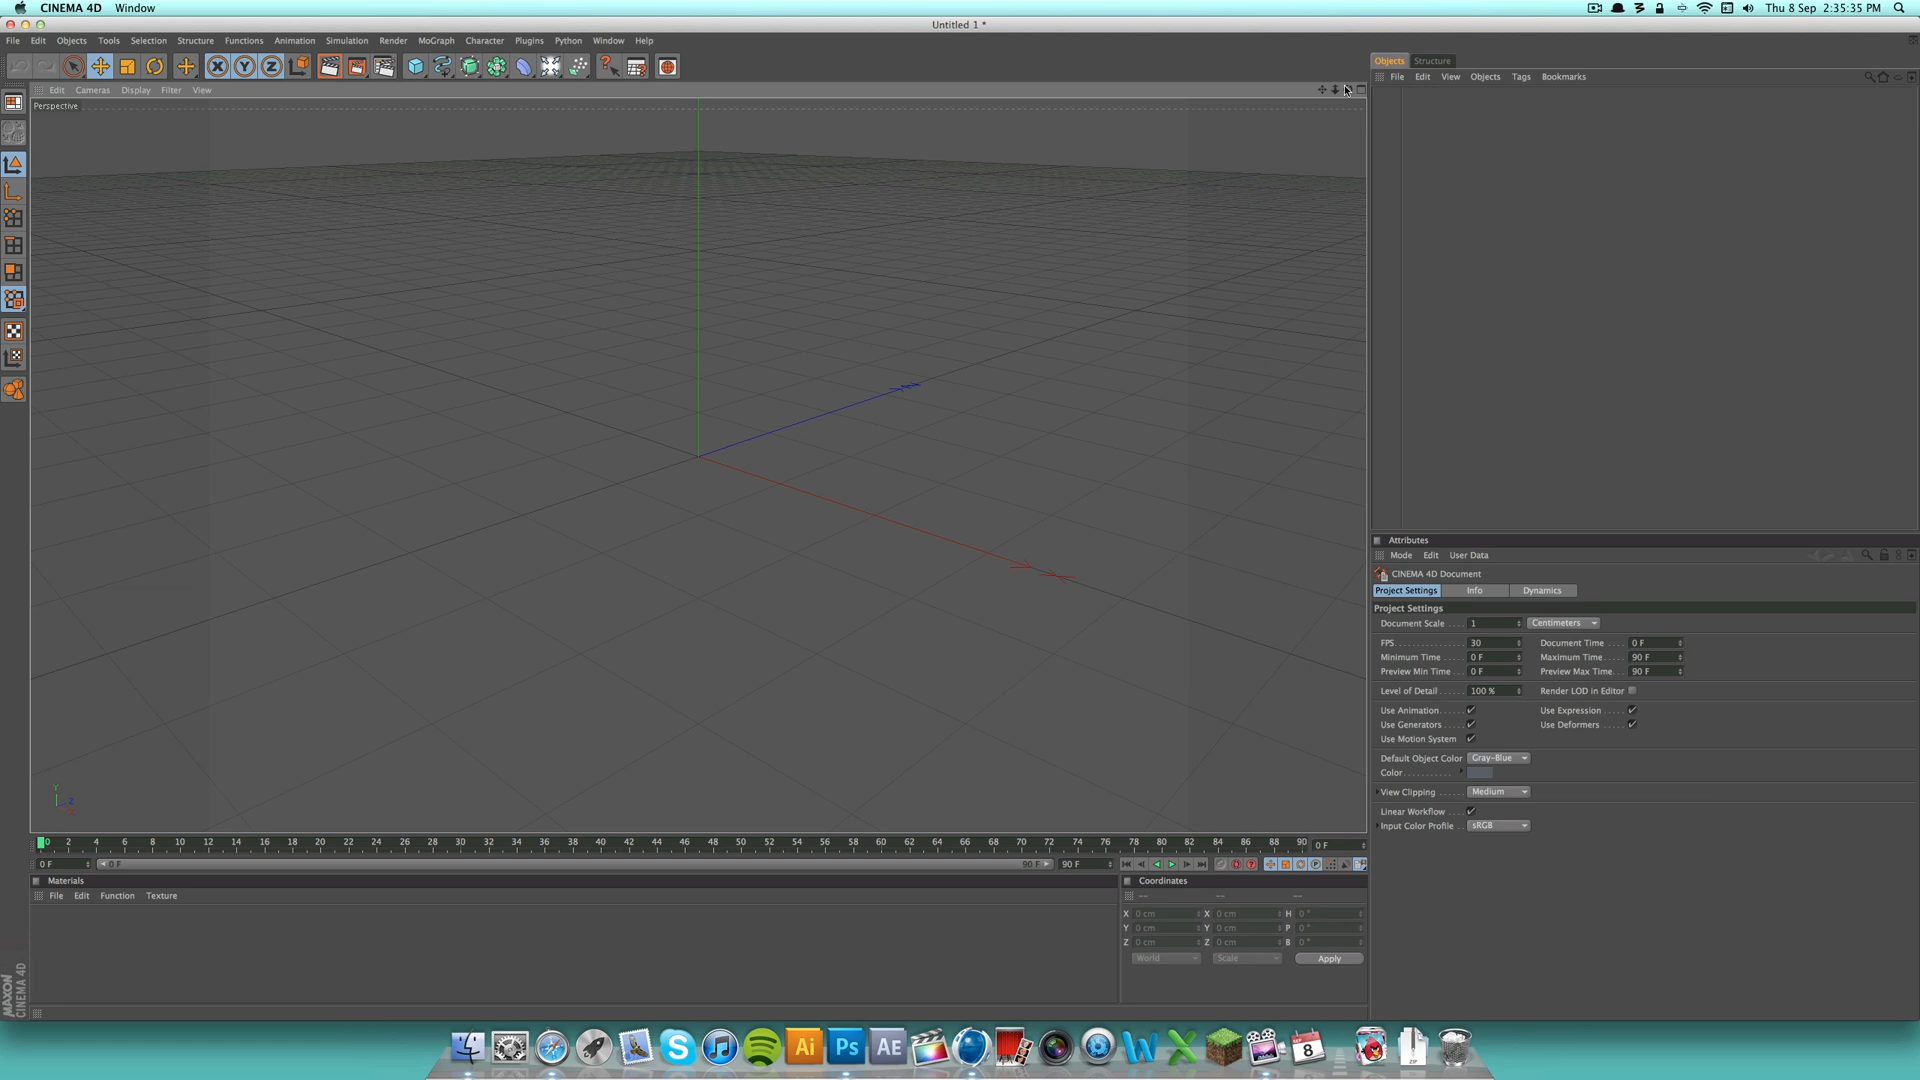 CINEMA 4D Window Thu 8 Sep 2:35:35 PM
Untitled 1 *
File Edit Objects Tools Selection Structure Functions Animation Simulation Render MoGraph Character Plugins Python Window Help
X Y Z
Objects Structure
File Edit View Objects Tags Bookmarks
Edit Cameras Display Filter View
Perspective
Y
Z
Attributes
Mode Edit User Data
CINEMA 4D Document
Project Settings Info Dynamics
Project Settings
Document Scale 1 Centimeters
FPS 30 Document Time 0 F
Minimum Time 0 F Maximum Time 90 F
Preview Min Time 0 F Preview Max Time 90 F
Level of Detail 100 % Render LOD in Editor
Use Animation Use Expression
Use Generators Use Deformers
Use Motion System
Default Object Color Gray-Blue
Color
View Clipping Medium
Linear Workflow
Input Color Profile sRGB
0 2 4 6 8 10 12 14 16 18 20 22 24 26 28 30 32 34 36 38 40 42 44 46 48 50 52 54 56 58 60 62 64 66 68 70 72 74 76 78 80 82 84 86 88 90 0 F
0 F 0 F 90 F 90 F
Materials
File Edit Function Texture
Coordinates
-- -- --
X 0 cm X 0 cm H 0 °
Y 0 cm Y 0 cm P 0 °
Z 0 cm Z 0 cm B 0 °
World Scale Apply
MAXON
CINEMA 4D
Ai Ps AE W X SEP 8 ZIP